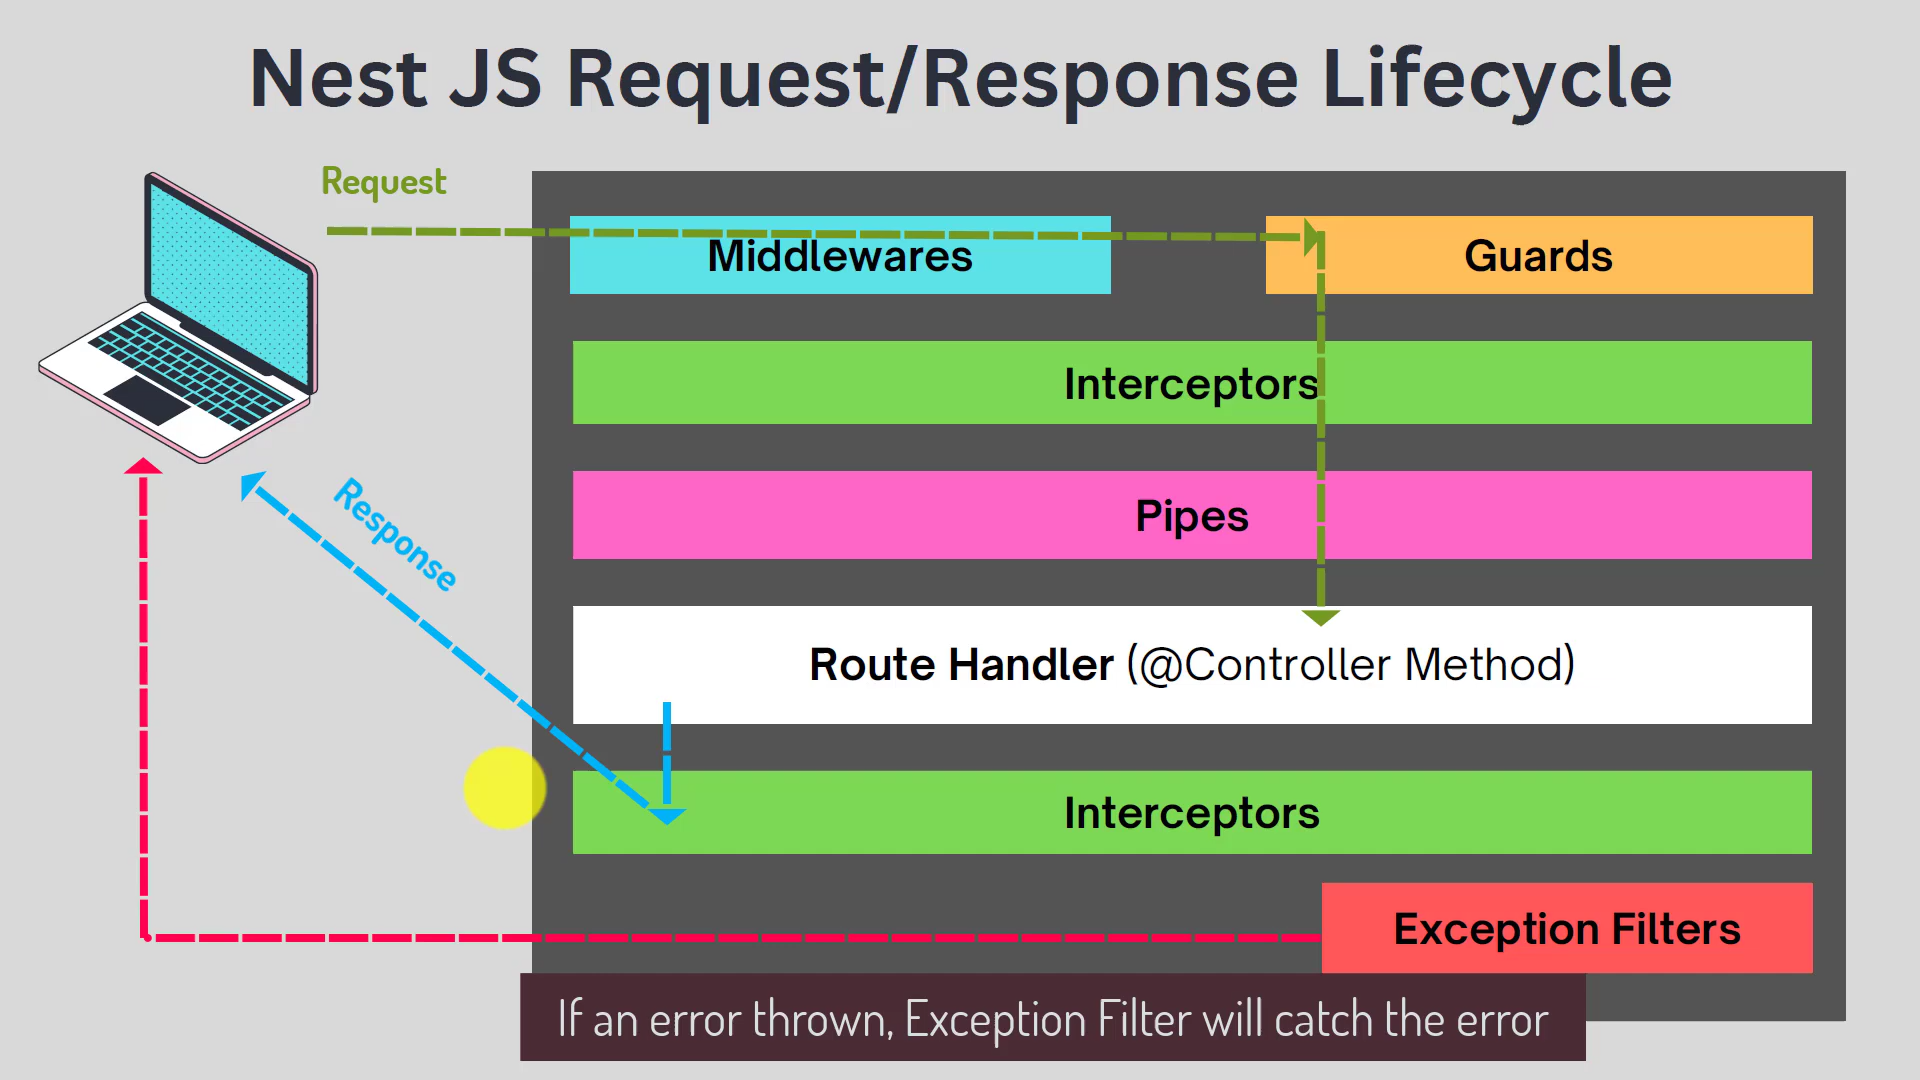 Nest JS Request/Response Lifecycle
Request
Middlewares
Guards
Interceptors
Pipes
Response
Route Handler (@Controller Method)
Interceptors
Exception Filters
If an error thrown, Exception Filter will catch the error